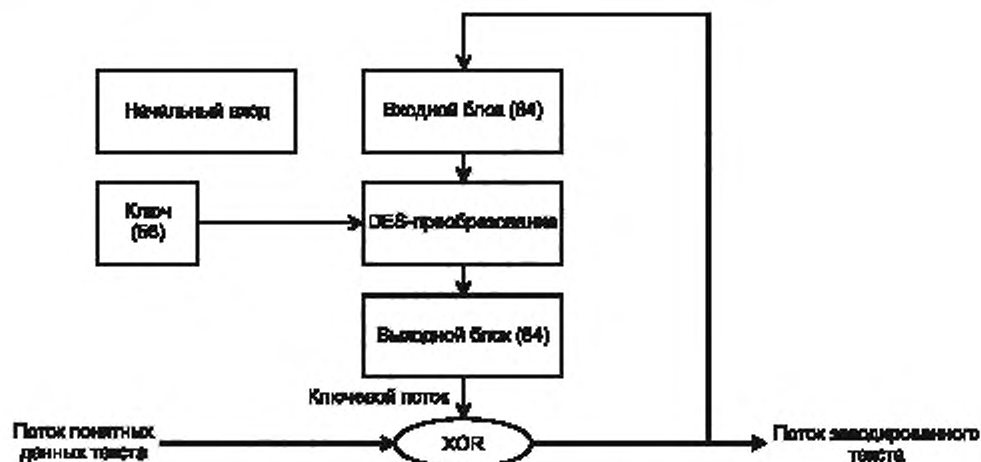 Начальный вход
Входной блок (64)
Ключ
(56)
DES-преобразование
Выходной блок (64)
Ключевой поток
Поток понятных
данных текста
XOR
Поток закодированного
текста